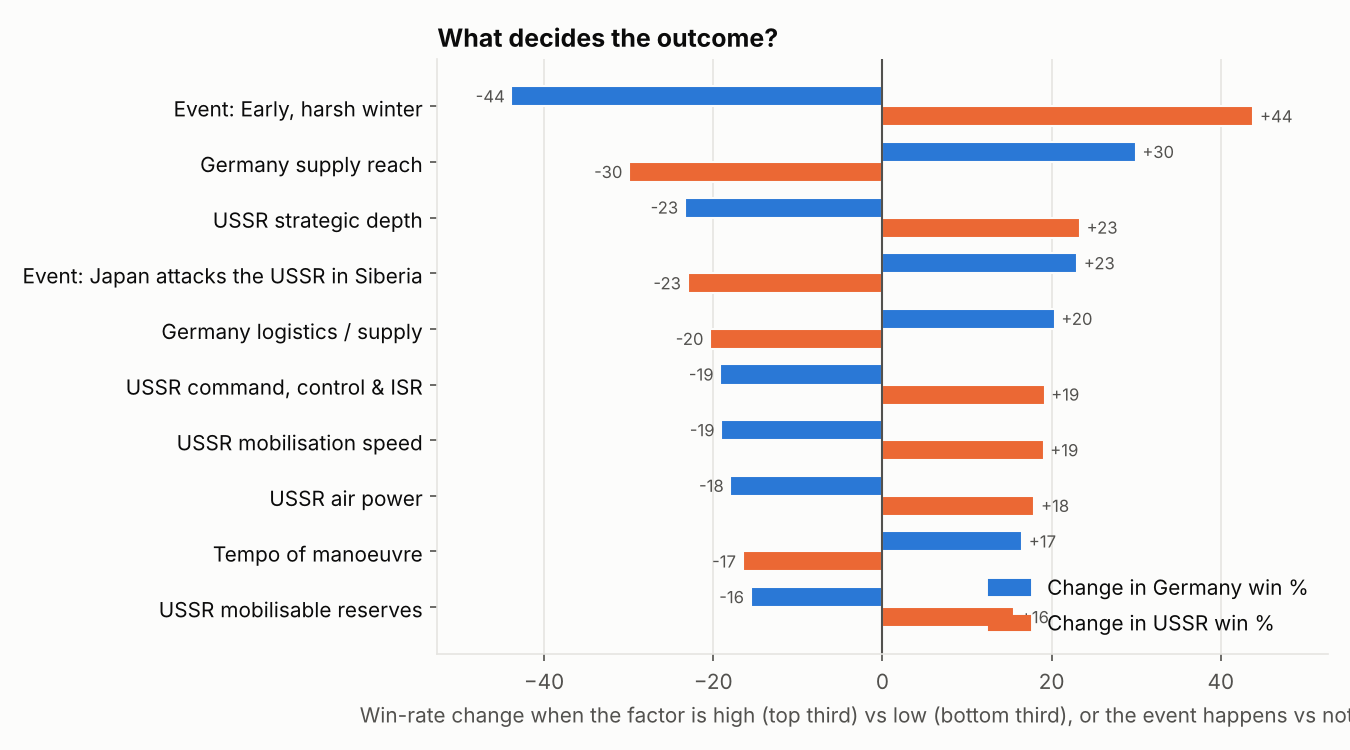 What decides the outcome?
Event: Early, harsh winter
-44
+44
Germany supply reach
+30
-30
USSR strategic depth
-23
+23
Event: Japan attacks the USSR in Siberia
+23
-23
Germany logistics / supply
+20
-20
USSR command, control & ISR
-19
+19
USSR mobilisation speed
-19
+19
USSR air power
-18
+18
Tempo of manoeuvre
+17
-17
USSR mobilisable reserves
-16
16
Change in Germany win %
Change in USSR win %
−40 −20 0 20 40
Win-rate change when the factor is high (top third) vs low (bottom third), or the event happens vs not